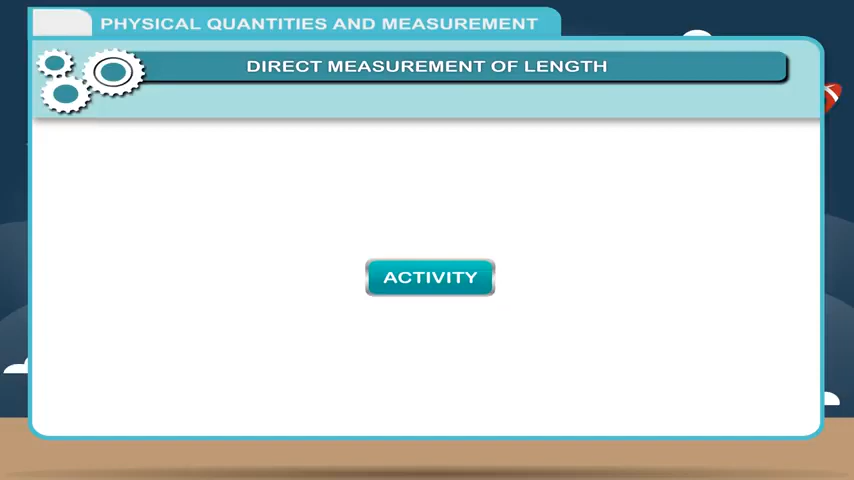 PHYSICAL QUANTITIES AND MEASUREMENT
DIRECT MEASUREMENT OF LENGTH
ACTIVITY